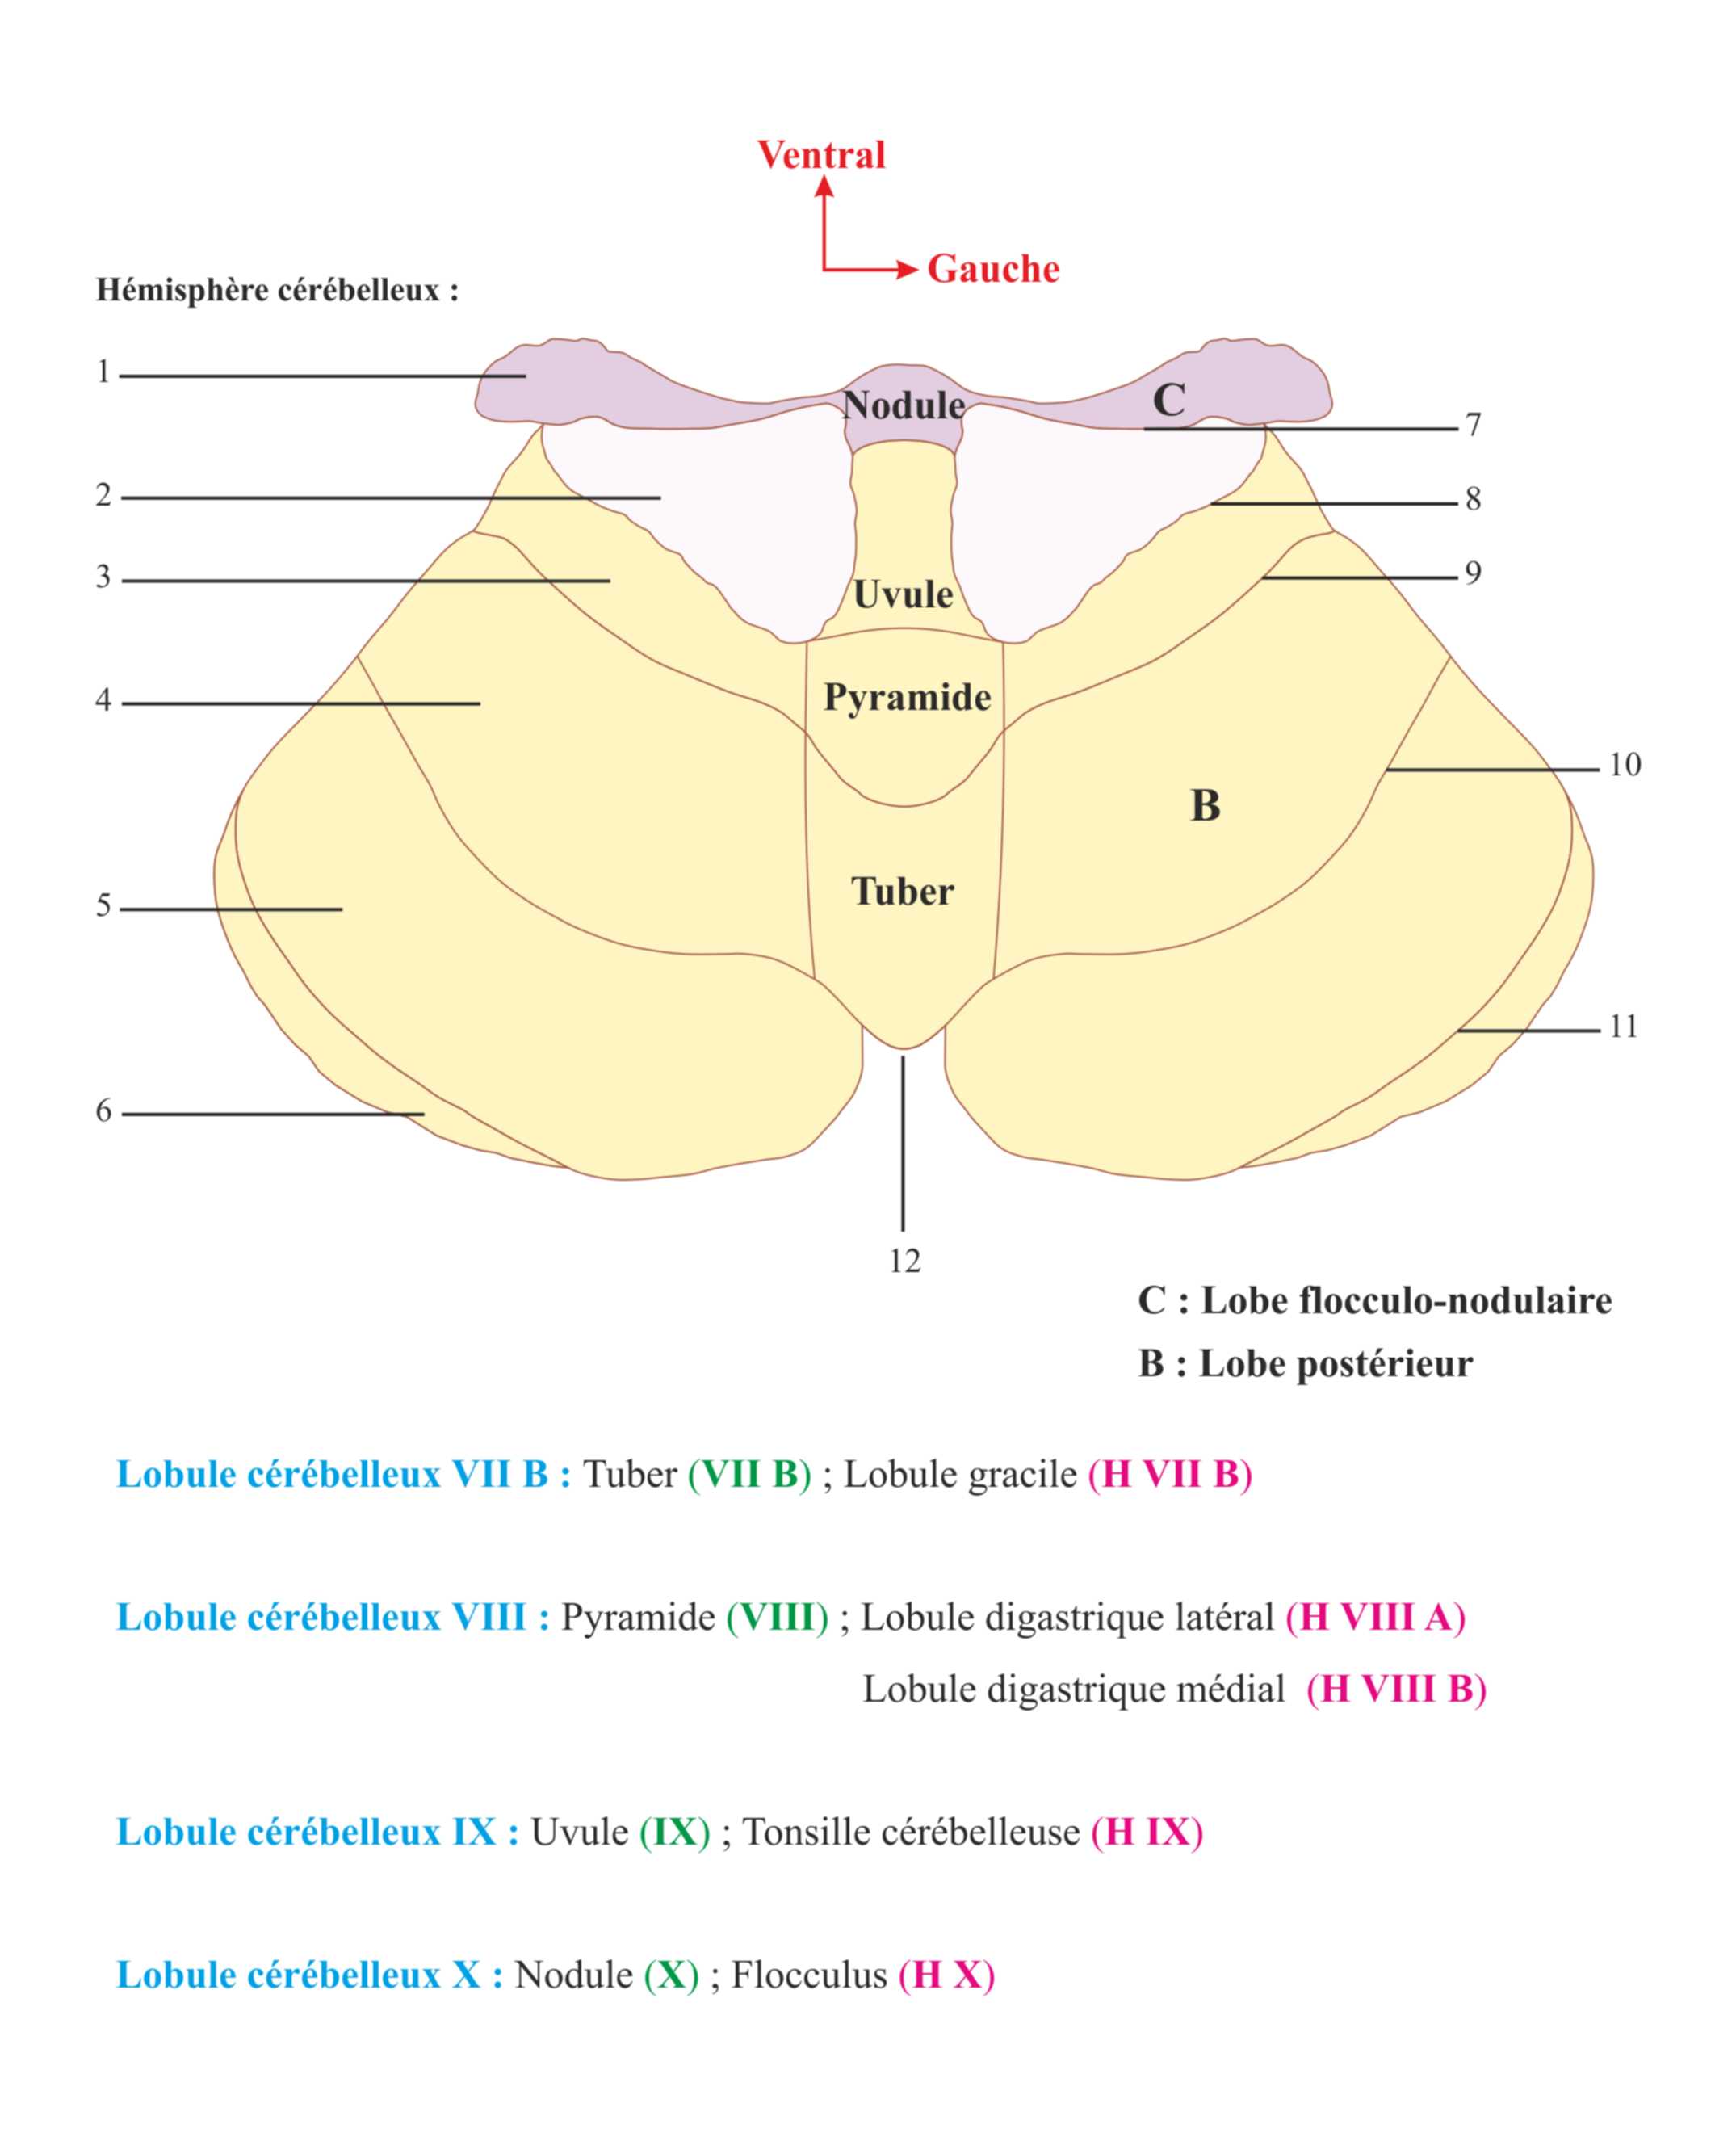 Ventral
Gauche
Hémisphère cérébelleux :
1
Nodule
C
7
2
8
3
Uvule
9
4
Pyramide
10
B
5
Tuber
11
6
12
C : Lobe flocculo-nodulaire
B : Lobe postérieur
Lobule cérébelleux VII B : Tuber (VII B) ; Lobule gracile (H VII B)
Lobule cérébelleux VIII : Pyramide (VIII) ; Lobule digastrique latéral (H VIII A)
Lobule digastrique médial (H VIII B)
Lobule cérébelleux IX : Uvule (IX) ; Tonsille cérébelleuse (H IX)
Lobule cérébelleux X : Nodule (X) ; Flocculus (H X)